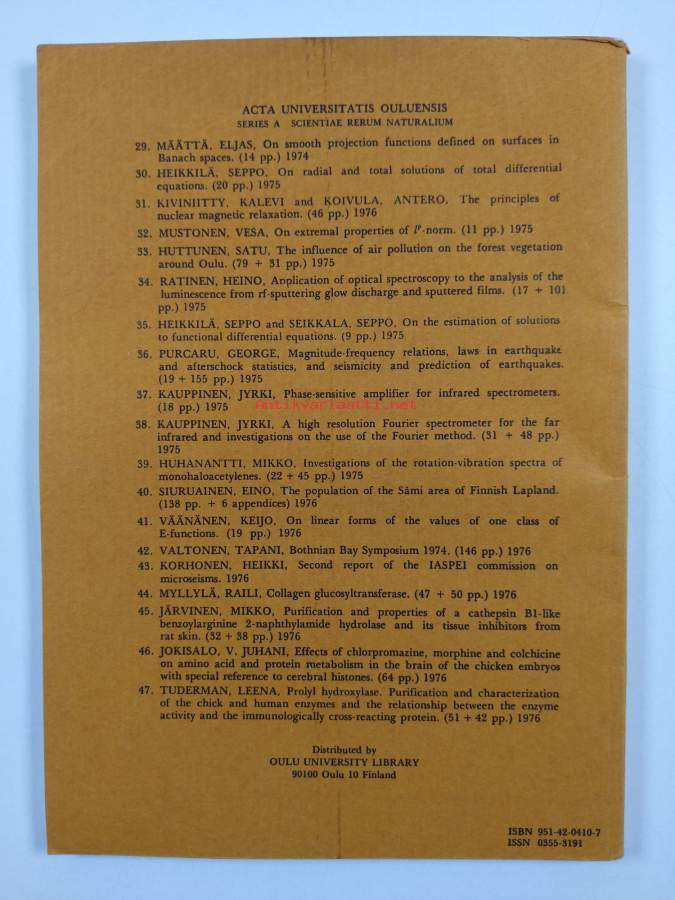 ACTA UNIVERSITATIS OULUENSIS
SERIES A SCIENTIAE RERUM NATURALIUM
29. MÄÄTTÄ, ELJAS, On smooth projection functions defined on surfaces in
Banach spaces. (14 pp.) 1974
30. HEIKKILÄ, SEPPO, On radial and total solutions of total differential
equations. (20 pp.) 1975
31. KIVINIITTY, KALEVI and KOIVULA, ANTERO, The principles of
nuclear magnetic relaxation. (46 pp.) 1976
32. MUSTONEN, VESA, On extremal properties of lᵖ-norm. (11 pp.) 1975
33. HUTTUNEN, SATU, The influence of air pollution on the forest vegetation
around Oulu. (79 + 31 pp.) 1975
34. RATINEN, HEINO, Application of optical spectroscopy to the analysis of the
luminescence from rf-sputtering glow discharge and sputtered films. (17 + 101
pp.) 1975
35. HEIKKILÄ, SEPPO and SEIKKALA, SEPPO, On the estimation of solutions
to functional differential equations. (9 pp.) 1975
36. PURCARU, GEORGE, Magnitude-frequency relations, laws in earthquake
and afterschock statistics, and seismicity and prediction of earthquakes.
(19 + 155 pp.) 1975
37. KAUPPINEN, JYRKI, Phase-sensitive amplifier for infrared spectrometers.
(18 pp.) 1975
Antikvariaatti.net
38. KAUPPINEN, JYRKI, A high resolution Fourier spectrometer for the far
infrared and investigations on the use of the Fourier method. (31 + 48 pp.)
1975
39. HUHANANTTI, MIKKO, Investigations of the rotation-vibration spectra of
monohaloacetylenes. (22 + 45 pp.) 1975
40. SIURUAINEN, EINO, The population of the Sámi area of Finnish Lapland.
(138 pp. + 6 appendices) 1976
41. VÄÄNÄNEN, KEIJO, On linear forms of the values of one class of
E-functions. (19 pp.) 1976
42. VALTONEN, TAPANI, Bothnian Bay Symposium 1974. (146 pp.) 1976
43. KORHONEN, HEIKKI, Second report of the IASPEI commission on
microseisms. 1976
44. MYLLYLÄ, RAILI, Collagen glucosyltransferase. (47 + 50 pp.) 1976
45. JÄRVINEN, MIKKO, Purification and properties of a cathepsin B1-like
benzoylarginine 2-naphthylamide hydrolase and its tissue inhibitors from
rat skin. (32 + 38 pp.) 1976
46. JOKISALO, V. JUHANI, Effects of chlorpromazine, morphine and colchicine
on amino acid and protein metabolism in the brain of the chicken embryos
with special reference to cerebral histones. (64 pp.) 1976
47. TUDERMAN, LEENA, Prolyl hydroxylase. Purification and characterization
of the chick and human enzymes and the relationship between the enzyme
activity and the immunologically cross-reacting protein. (51 + 42 pp.) 1976
Distributed by
OULU UNIVERSITY LIBRARY
90100 Oulu 10 Finland
ISBN 951-42-0410-7
ISSN 0355-3191